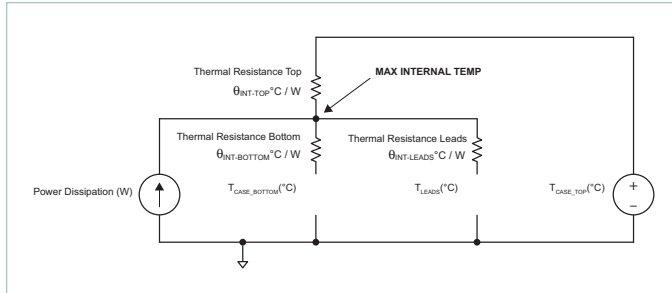 Thermal Resistance Top
θINT-TOP°C / W
MAX INTERNAL TEMP
Thermal Resistance Bottom
θINT-BOTTOM°C / W
Thermal Resistance Leads
θINT-LEADS°C / W
Power Dissipation (W)
TCASE_BOTTOM(°C)
TLEADS(°C)
TCASE_TOP(°C)
+
–